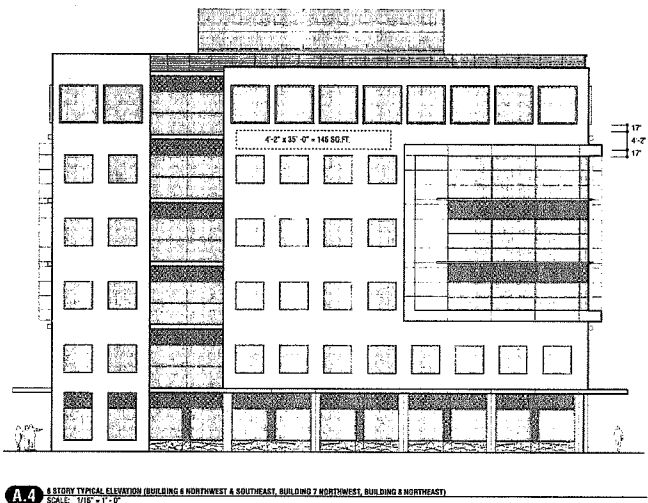 17"
4'-2"
17"
4'-2" x 35'-0" = 146 SQ.FT.
A.4 6 STORY TYPICAL ELEVATION (BUILDING 6 NORTHWEST & SOUTHEAST, BUILDING 7 NORTHWEST, BUILDING 8 NORTHEAST)
SCALE: 1/16" = 1'-0"